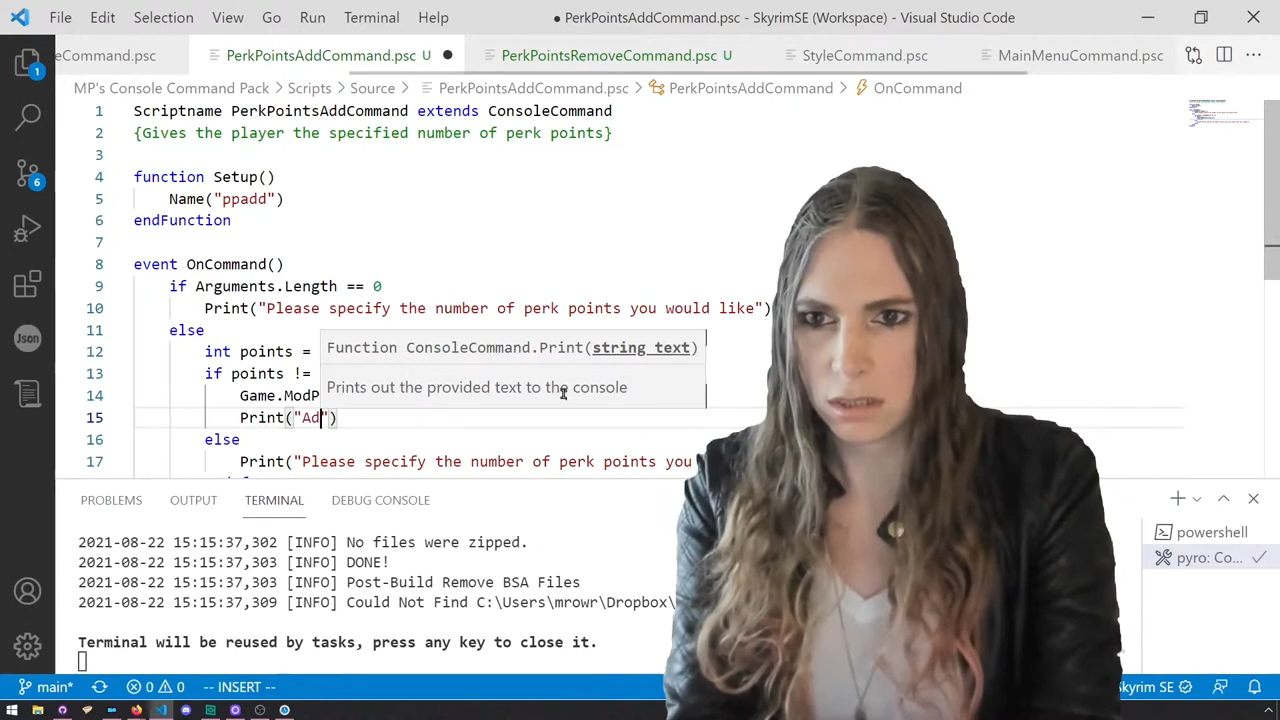 File Edit Selection View Go Run Terminal Help
● PerkPointsAddCommand.psc - SkyrimSE (Workspace) - Visual Studio Code
eCommand.psc PerkPointsAddCommand.psc U ● PerkPointsRemoveCommand.psc U StyleCommand.psc MainMenuCommand.psc
MP's Console Command Pack > Scripts > Source > PerkPointsAddCommand.psc > PerkPointsAddCommand > OnCommand
1 Scriptname PerkPointsAddCommand extends ConsoleCommand
2 {Gives the player the specified number of perk points}
3
4 function Setup()
5 Name("ppadd")
6 endFunction
7
8 event OnCommand()
9 if Arguments.Length == 0
10 Print("Please specify the number of perk points you would like")
11 else
12 int points =
13 if points !=
14 Game.ModP
15 Print("Ad")
16 else
17 Print("Please specify the number of perk points you
Function ConsoleCommand.Print(string text)
Prints out the provided text to the console
1
6
Json
PROBLEMS OUTPUT TERMINAL DEBUG CONSOLE
2021-08-22 15:15:37,302 [INFO] No files were zipped.
2021-08-22 15:15:37,303 [INFO] DONE!
2021-08-22 15:15:37,303 [INFO] Post-Build Remove BSA Files
2021-08-22 15:15:37,309 [INFO] Could Not Find C:\Users\mrowr\Dropbox\
Terminal will be reused by tasks, press any key to close it.
powershell
pyro: Co...
main* 0 0 -- INSERT -- Skyrim SE